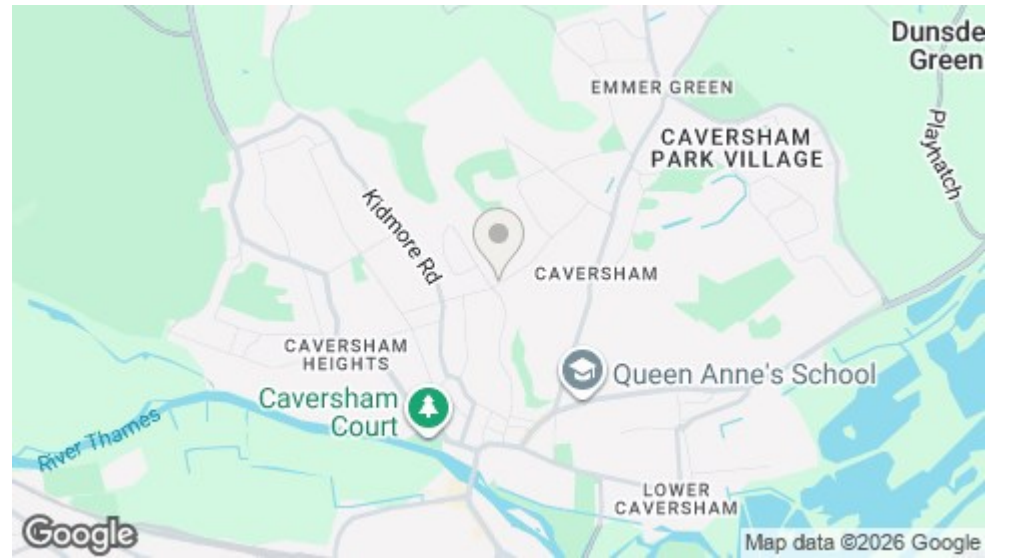 Dunsde
Green
EMMER GREEN
CAVERSHAM
PARK VILLAGE
Playhatch
Kidmore Rd
CAVERSHAM
CAVERSHAM
HEIGHTS
Queen Anne's School
Caversham
Court
River Thames
LOWER
CAVERSHAM
Google
Map data ©2026 Google